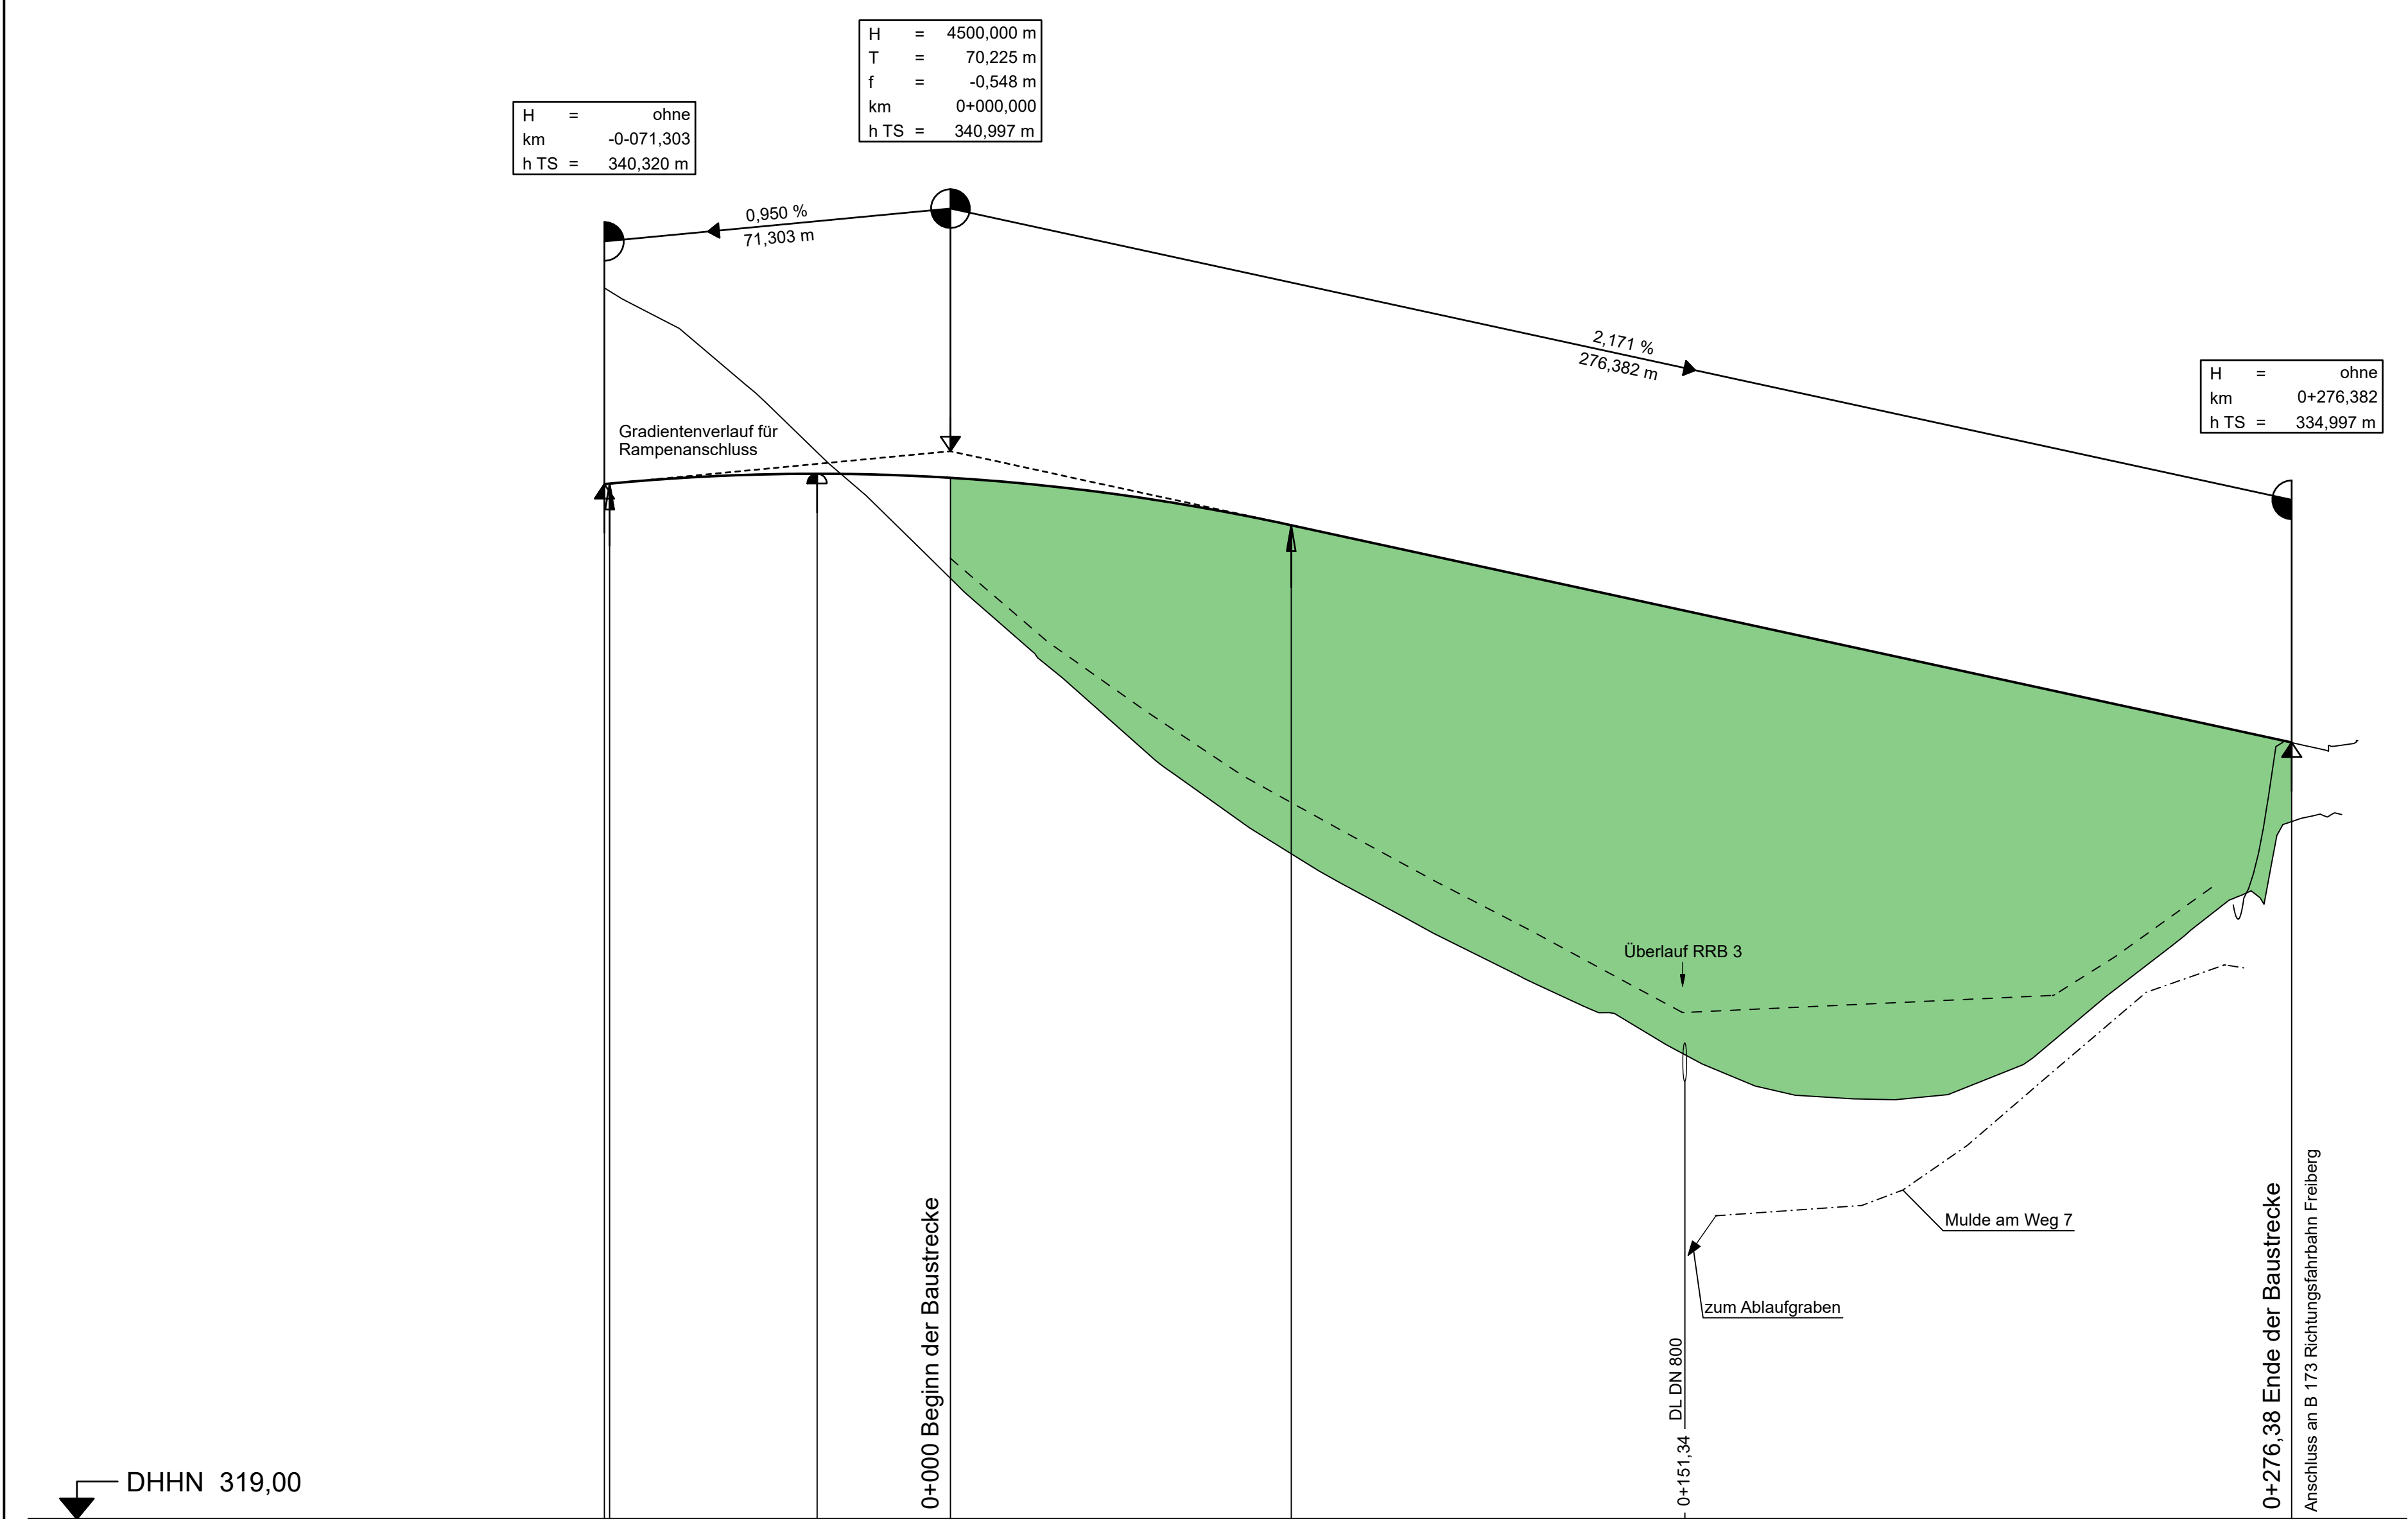 H = 4500,000 m
T = 70,225 m
f = -0,548 m
km 0+000,000
h TS = 340,997 m
H = ohne
km -0-071,303
h TS = 340,320 m
0,950 %
71,303 m
2,171 %
276,382 m
H = ohne
km 0+276,382
h TS = 334,997 m
Gradientenverlauf für
Rampenanschluss
Überlauf RRB 3
Mulde am Weg 7
zum Ablaufgraben
0+000 Beginn der Baustrecke
0+151,34 DL DN 800
0+276,38 Ende der Baustrecke
Anschluss an B 173 Richtungsfahrbahn Freiberg
DHHN 319,00